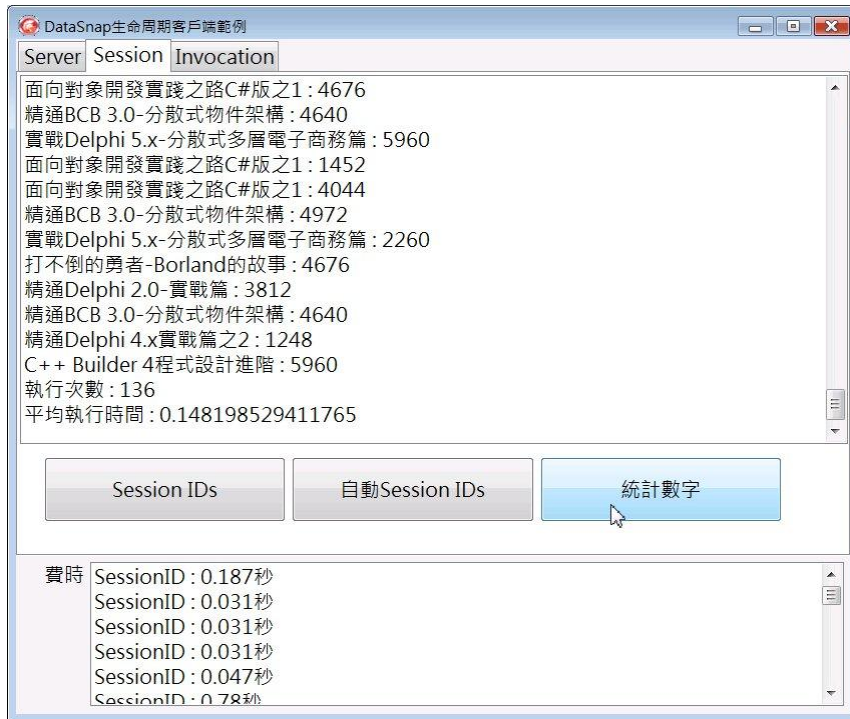 DataSnap生命周期客戶端範例
Server Session Invocation
面向對象開發實踐之路C#版之1 : 4676
精通BCB 3.0-分散式物件架構 : 4640
實戰Delphi 5.x-分散式多層電子商務篇 : 5960
面向對象開發實踐之路C#版之1 : 1452
面向對象開發實踐之路C#版之1 : 4044
精通BCB 3.0-分散式物件架構 : 4972
實戰Delphi 5.x-分散式多層電子商務篇 : 2260
打不倒的勇者-Borland的故事 : 4676
精通Delphi 2.0-實戰篇 : 3812
精通BCB 3.0-分散式物件架構 : 4640
精通Delphi 4.x實戰篇之2 : 1248
C++ Builder 4程式設計進階 : 5960
執行次數 : 136
平均執行時間 : 0.148198529411765
Session IDs 自動Session IDs 統計數字
費時
SessionID : 0.187秒
SessionID : 0.031秒
SessionID : 0.031秒
SessionID : 0.031秒
SessionID : 0.047秒
SessionID : 0.78秒